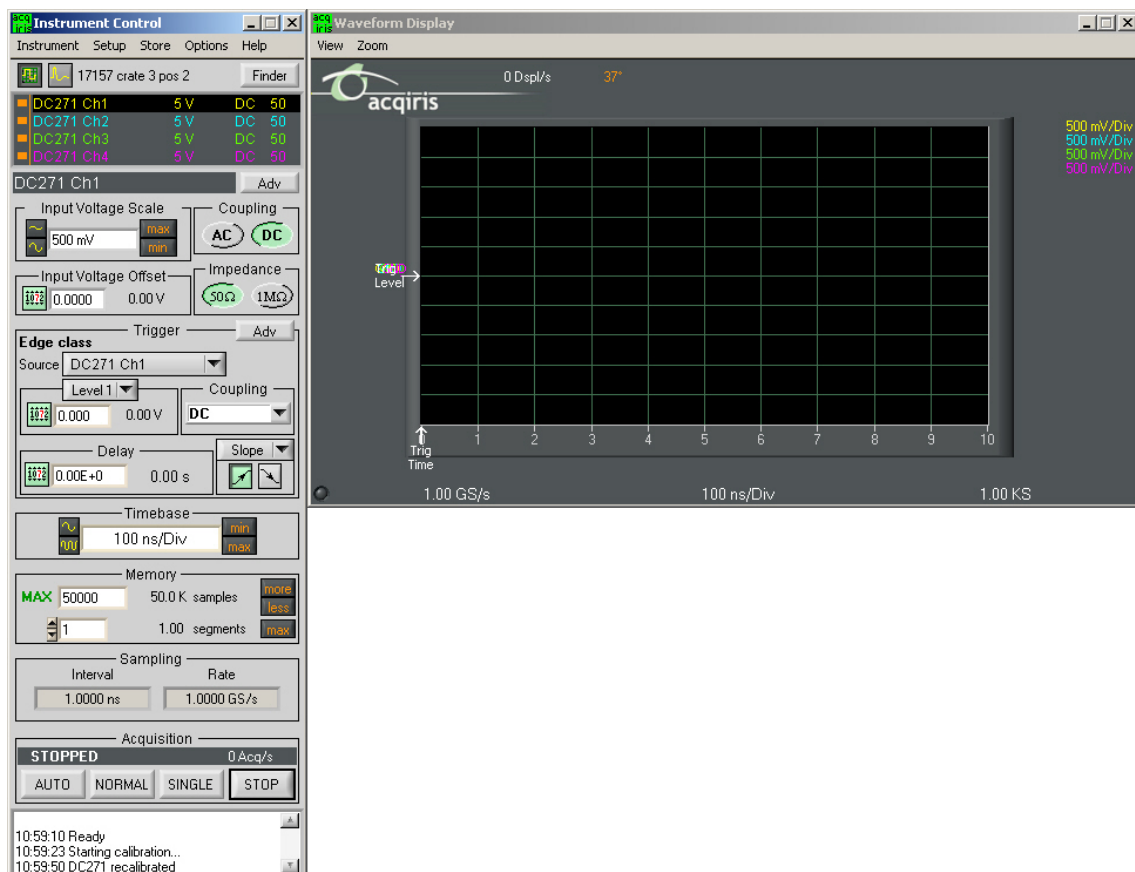 Instrument Control
Instrument Setup Store Options Help
17157 crate 3 pos 2 Finder
DC271 Ch1 5 V DC 50
DC271 Ch2 5 V DC 50
DC271 Ch3 5 V DC 50
DC271 Ch4 5 V DC 50
DC271 Ch1 Adv
Input Voltage Scale Coupling
500 mV max min AC DC
Input Voltage Offset Impedance
0.0000 0.00 V 50Ω 1MΩ
Trigger Adv
Edge class
Source DC271 Ch1
Level 1 Coupling
0.000 0.00 V DC
Delay Slope
0.00E+0 0.00 s
Timebase
100 ns/Div min max
Memory
MAX 50000 50.0 K samples more less
1 1.00 segments max
Sampling
Interval Rate
1.0000 ns 1.0000 GS/s
Acquisition
STOPPED 0 Acq/s
AUTO NORMAL SINGLE STOP
10:59:10 Ready
10:59:23 Starting calibration...
10:59:50 DC271 recalibrated
acq iris Waveform Display
View Zoom
0 Dspl/s 37°
acqiris
500 mV/Div
500 mV/Div
500 mV/Div
500 mV/Div
Trig
Level
1 2 3 4 5 6 7 8 9 10
Trig
Time
1.00 GS/s 100 ns/Div 1.00 KS